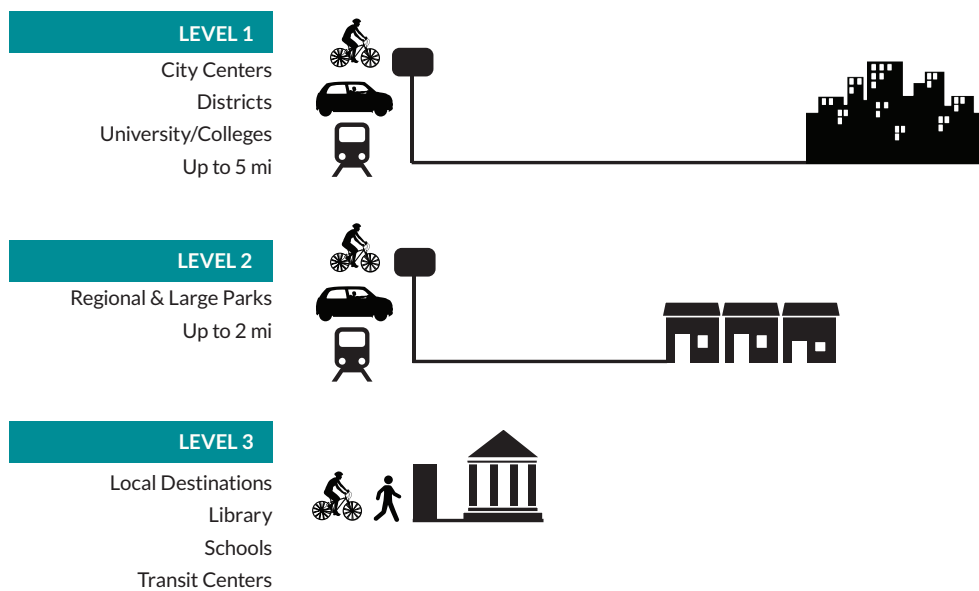 LEVEL 1
City Centers
Districts
University/Colleges
Up to 5 mi
LEVEL 2
Regional & Large Parks
Up to 2 mi
LEVEL 3
Local Destinations
Library
Schools
Transit Centers